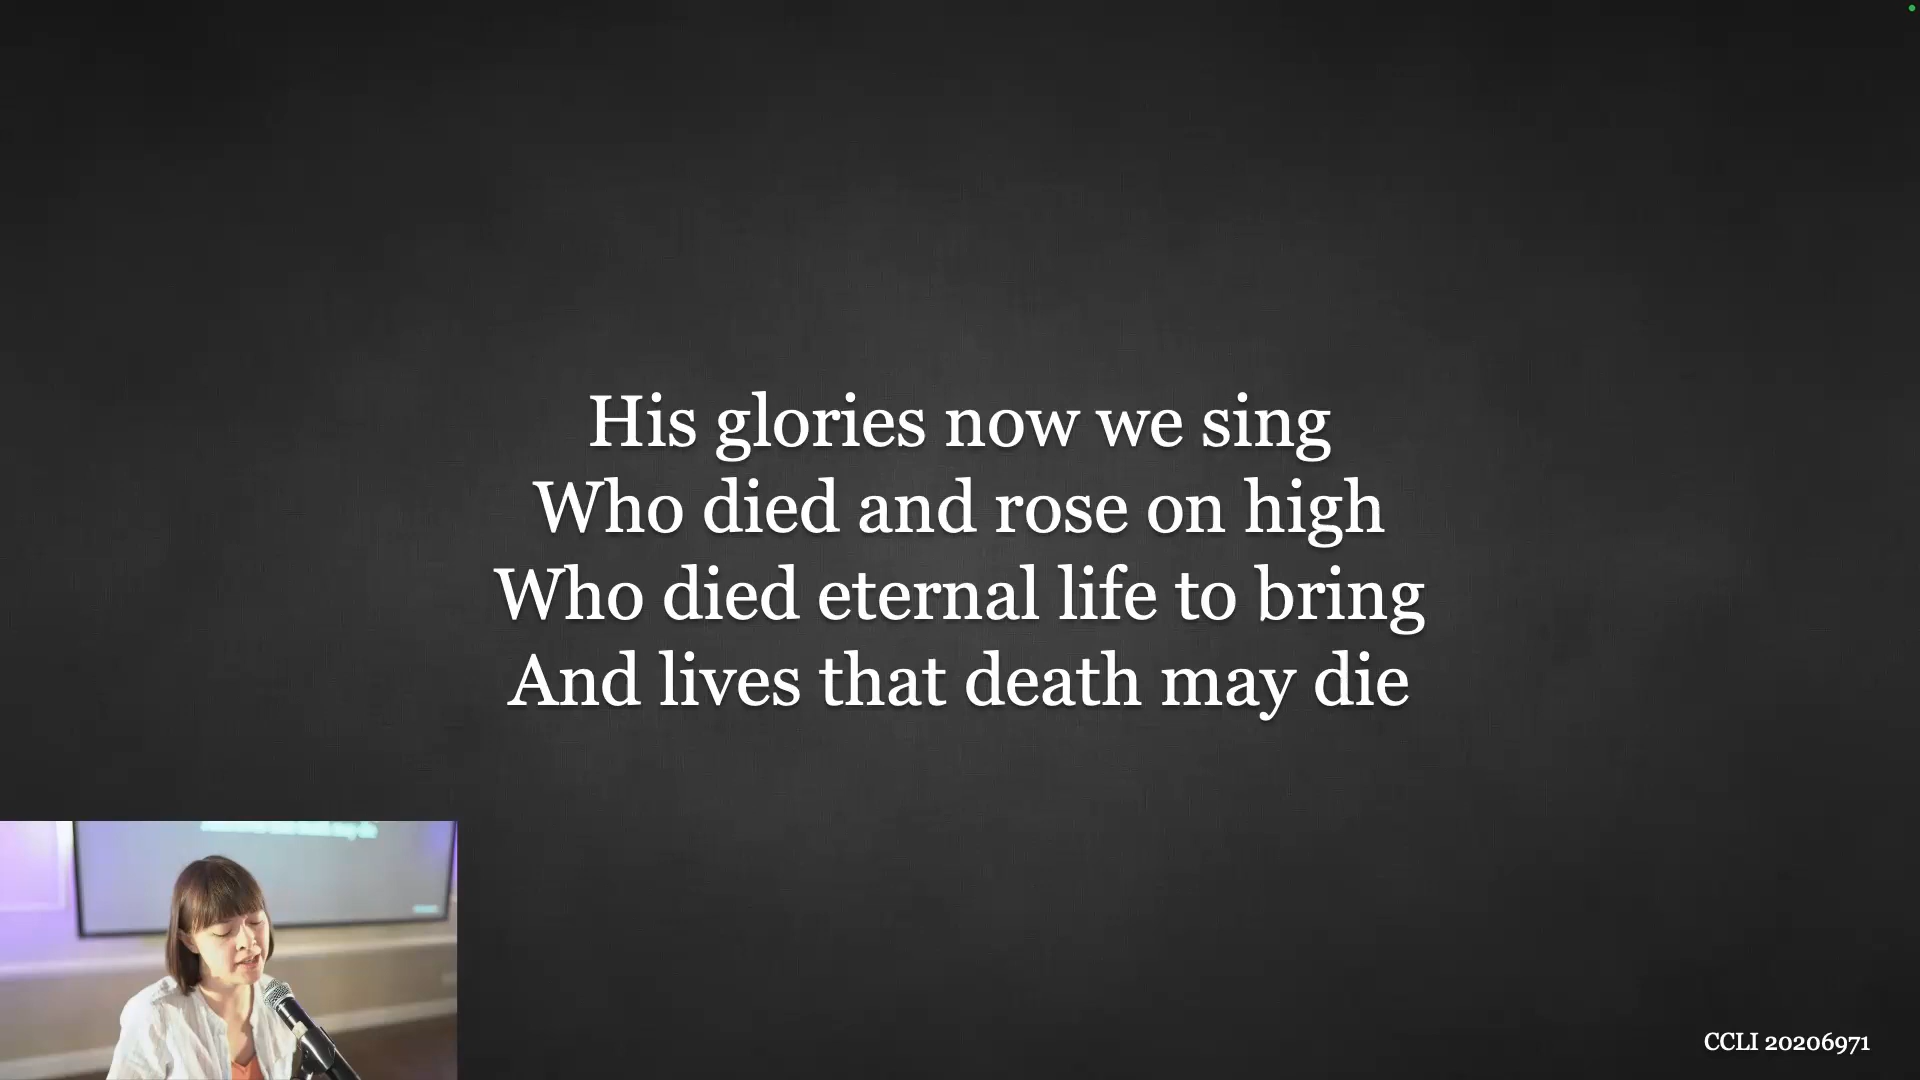 His glories now we sing
Who died and rose on high
Who died eternal life to bring
And lives that death may die
CCLI 20206971